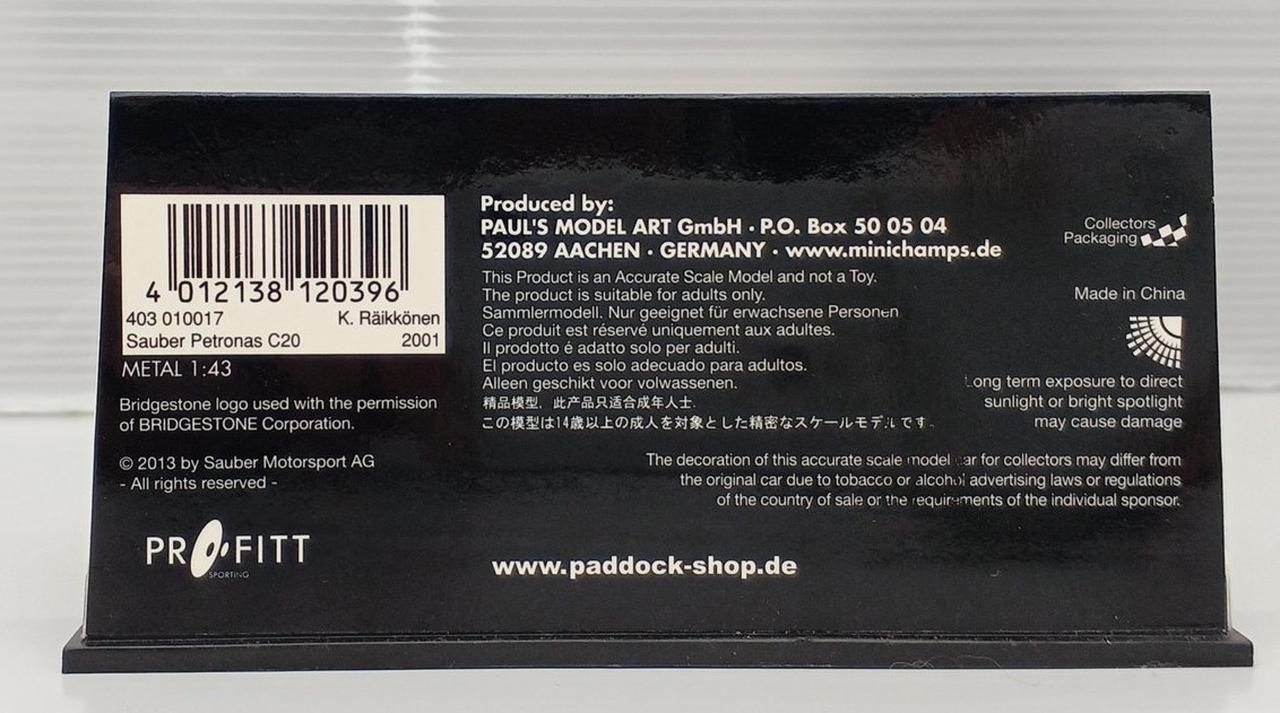 4 012138 120396
403 010017 K. Räikkönen
Sauber Petronas C20 2001
METAL 1:43
Bridgestone logo used with the permission
of BRIDGESTONE Corporation.
© 2013 by Sauber Motorsport AG
- All rights reserved -
PROFITT
SPORTING
Produced by:
PAUL'S MODEL ART GmbH · P.O. Box 50 05 04
52089 AACHEN · GERMANY · www.minichamps.de
This Product is an Accurate Scale Model and not a Toy.
The product is suitable for adults only.
Sammlermodell. Nur geeignet für erwachsene Personen
Ce produit est réservé uniquement aux adultes.
Il prodotto é adatto solo per adulti.
El producto es solo adecuado para adultos.
Alleen geschikt voor volwassenen.
精品模型, 此产品只适合成年人士.
この模型は14歳以上の成人を対象とした精密なスケールモデルです.
Collectors
Packaging
Made in China
Long term exposure to direct
sunlight or bright spotlight
may cause damage
The decoration of this accurate scale model car for collectors may differ from
the original car due to tobacco or alcohol advertising laws or regulations
of the country of sale or the requirements of the individual sponsor.
www.paddock-shop.de